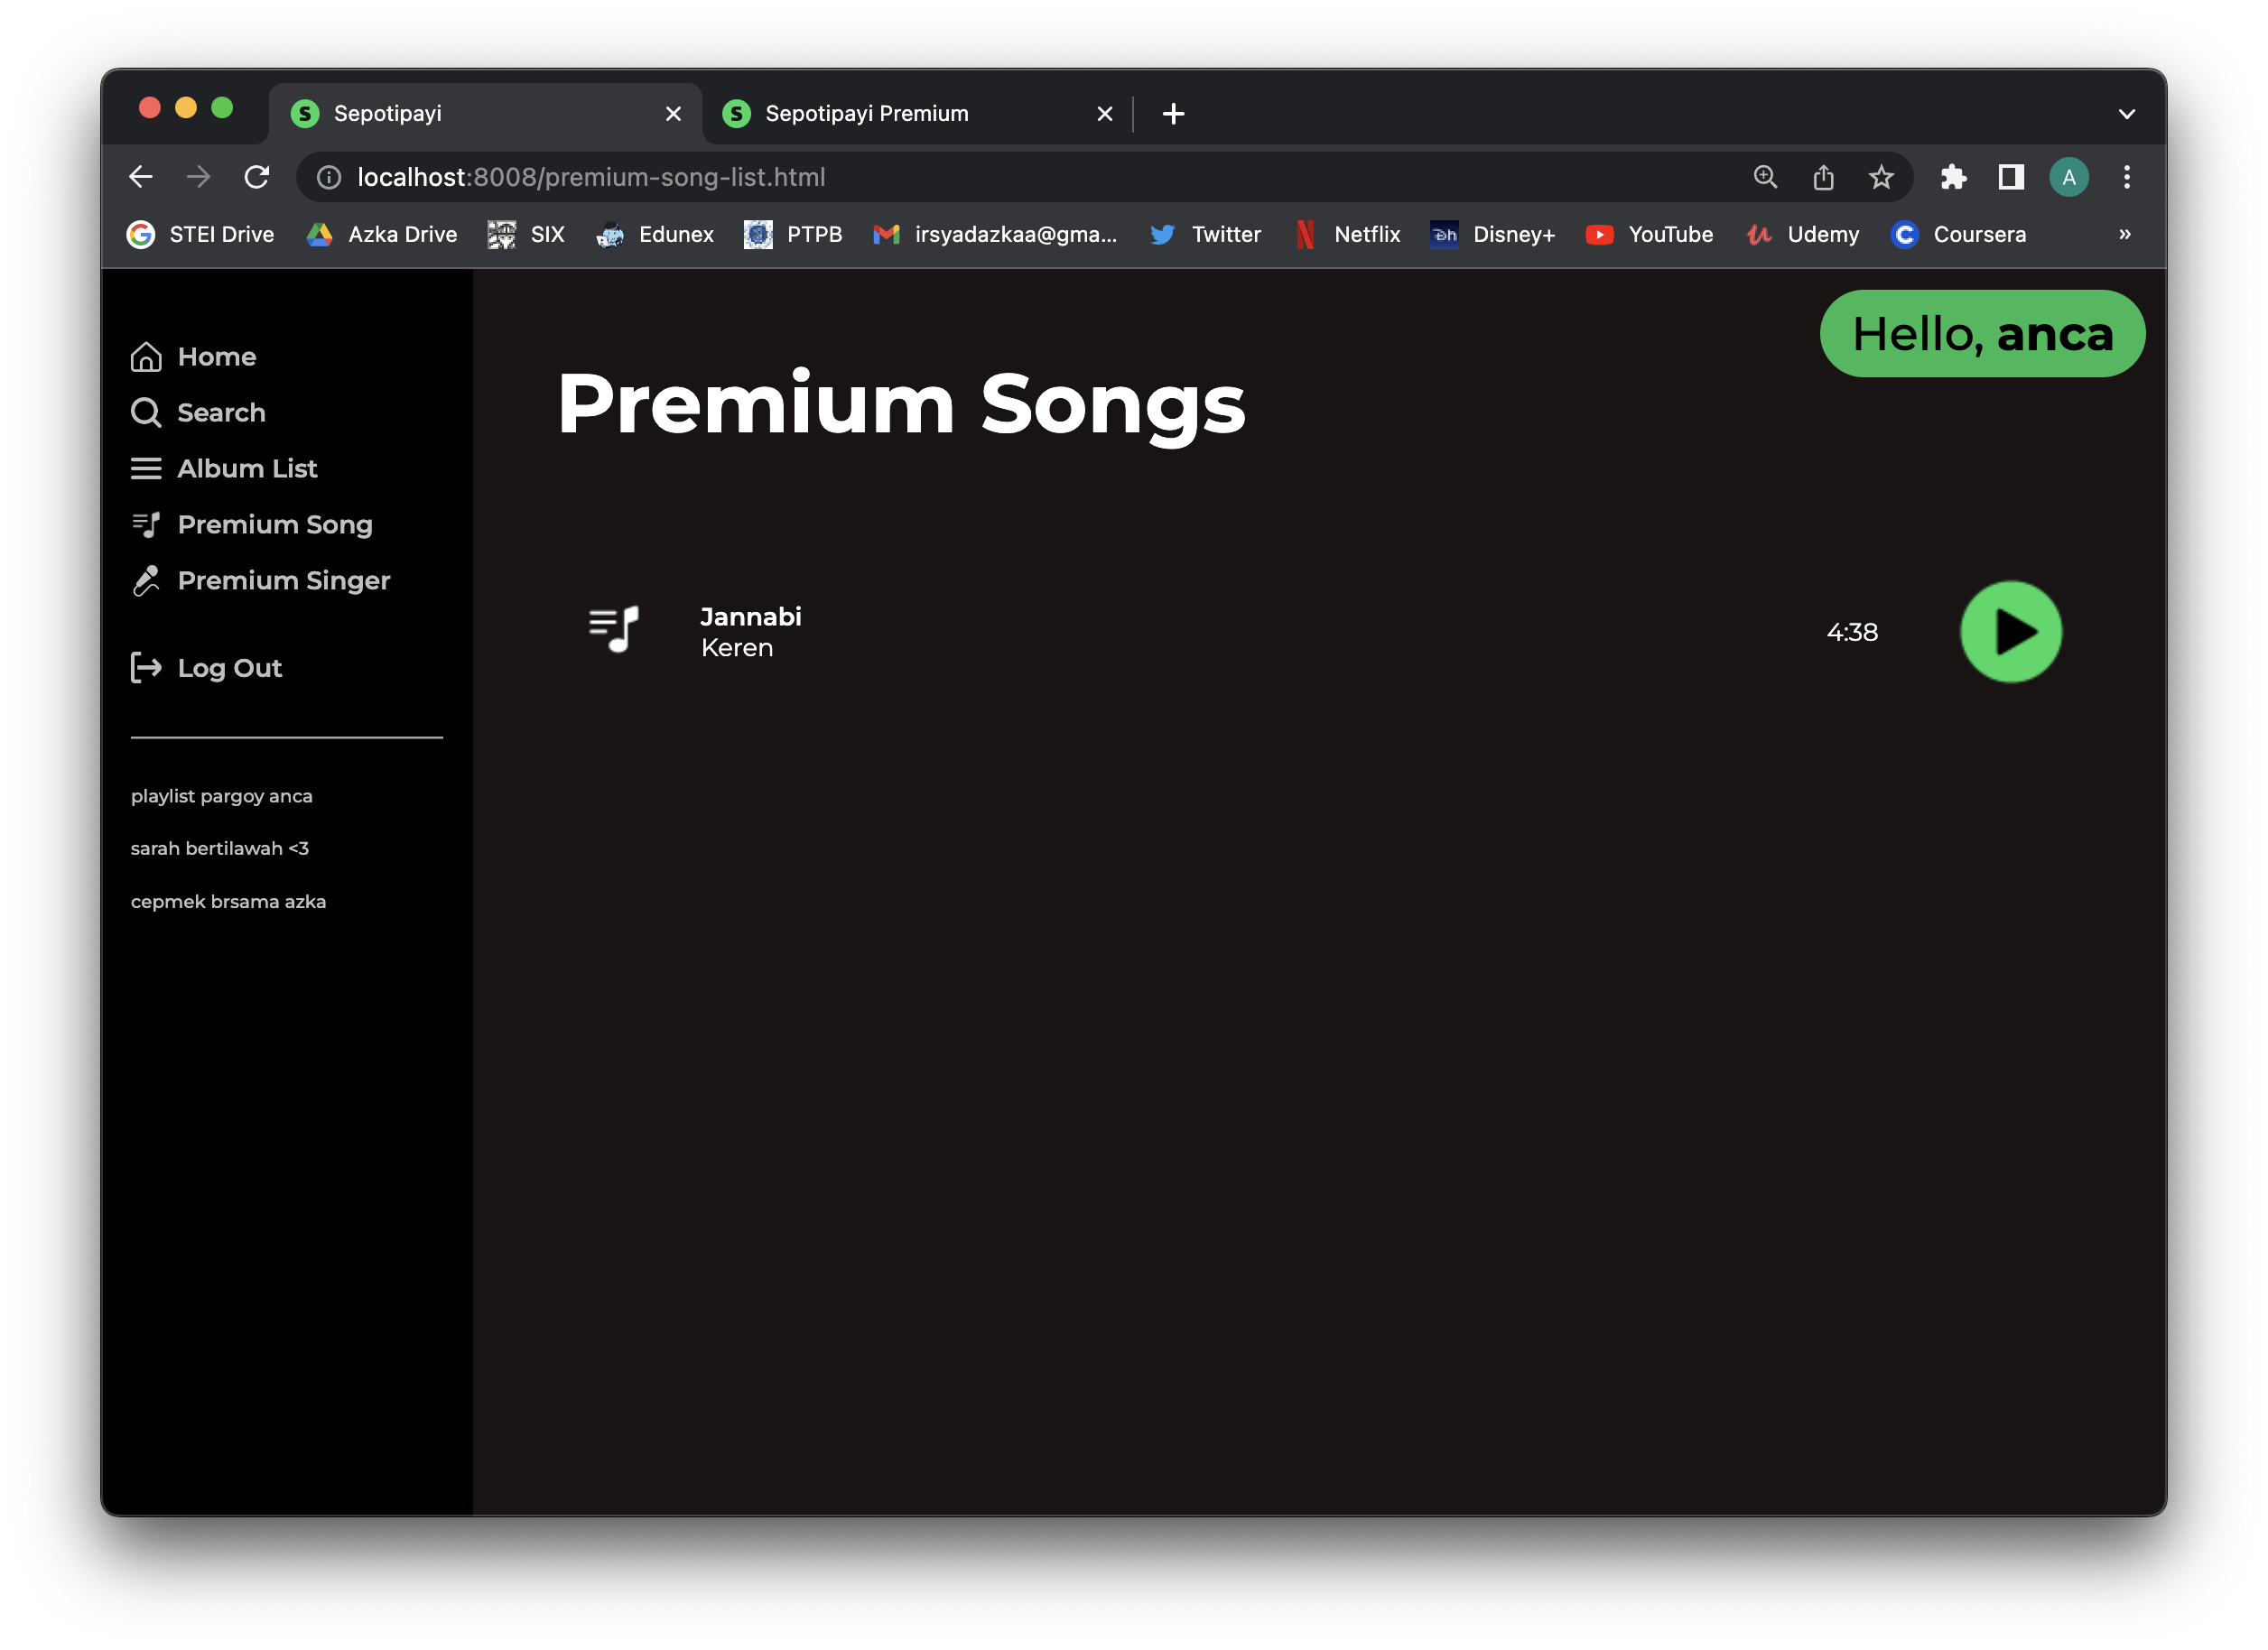 Sepotipayi
Sepotipayi Premium
localhost:8008/premium-song-list.html
A
STEI Drive
Azka Drive
SIX
Edunex
PTPB
irsyadazkaa@gma...
Twitter
Netflix
Disney+
YouTube
Udemy
Coursera
»
Home
Search
Album List
Premium Song
Premium Singer
Log Out
playlist pargoy anca
sarah bertilawah <3
cepmek brsama azka
Hello, anca
Premium Songs
Jannabi
Keren
4:38